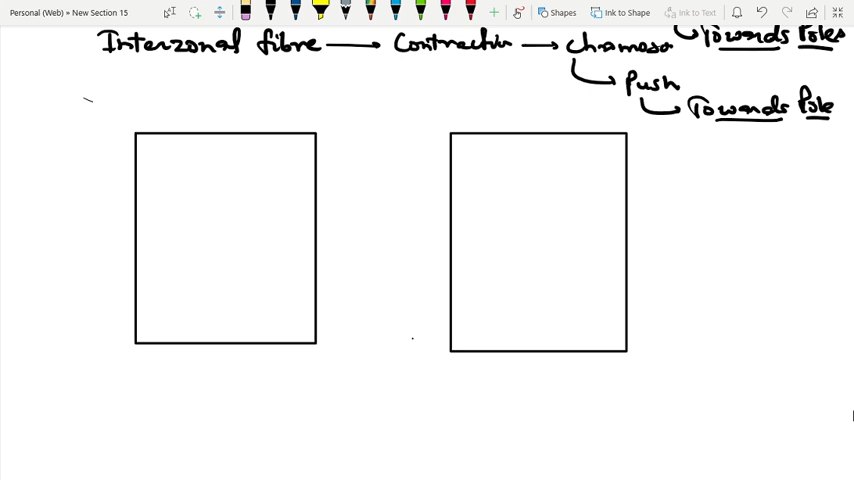 Personal (Web) » New Section 15
Shapes
Ink to Shape
Ink to Text
Towards Poles
Interzonal fibre → Contraction → chromoso
Push
Towards Pole